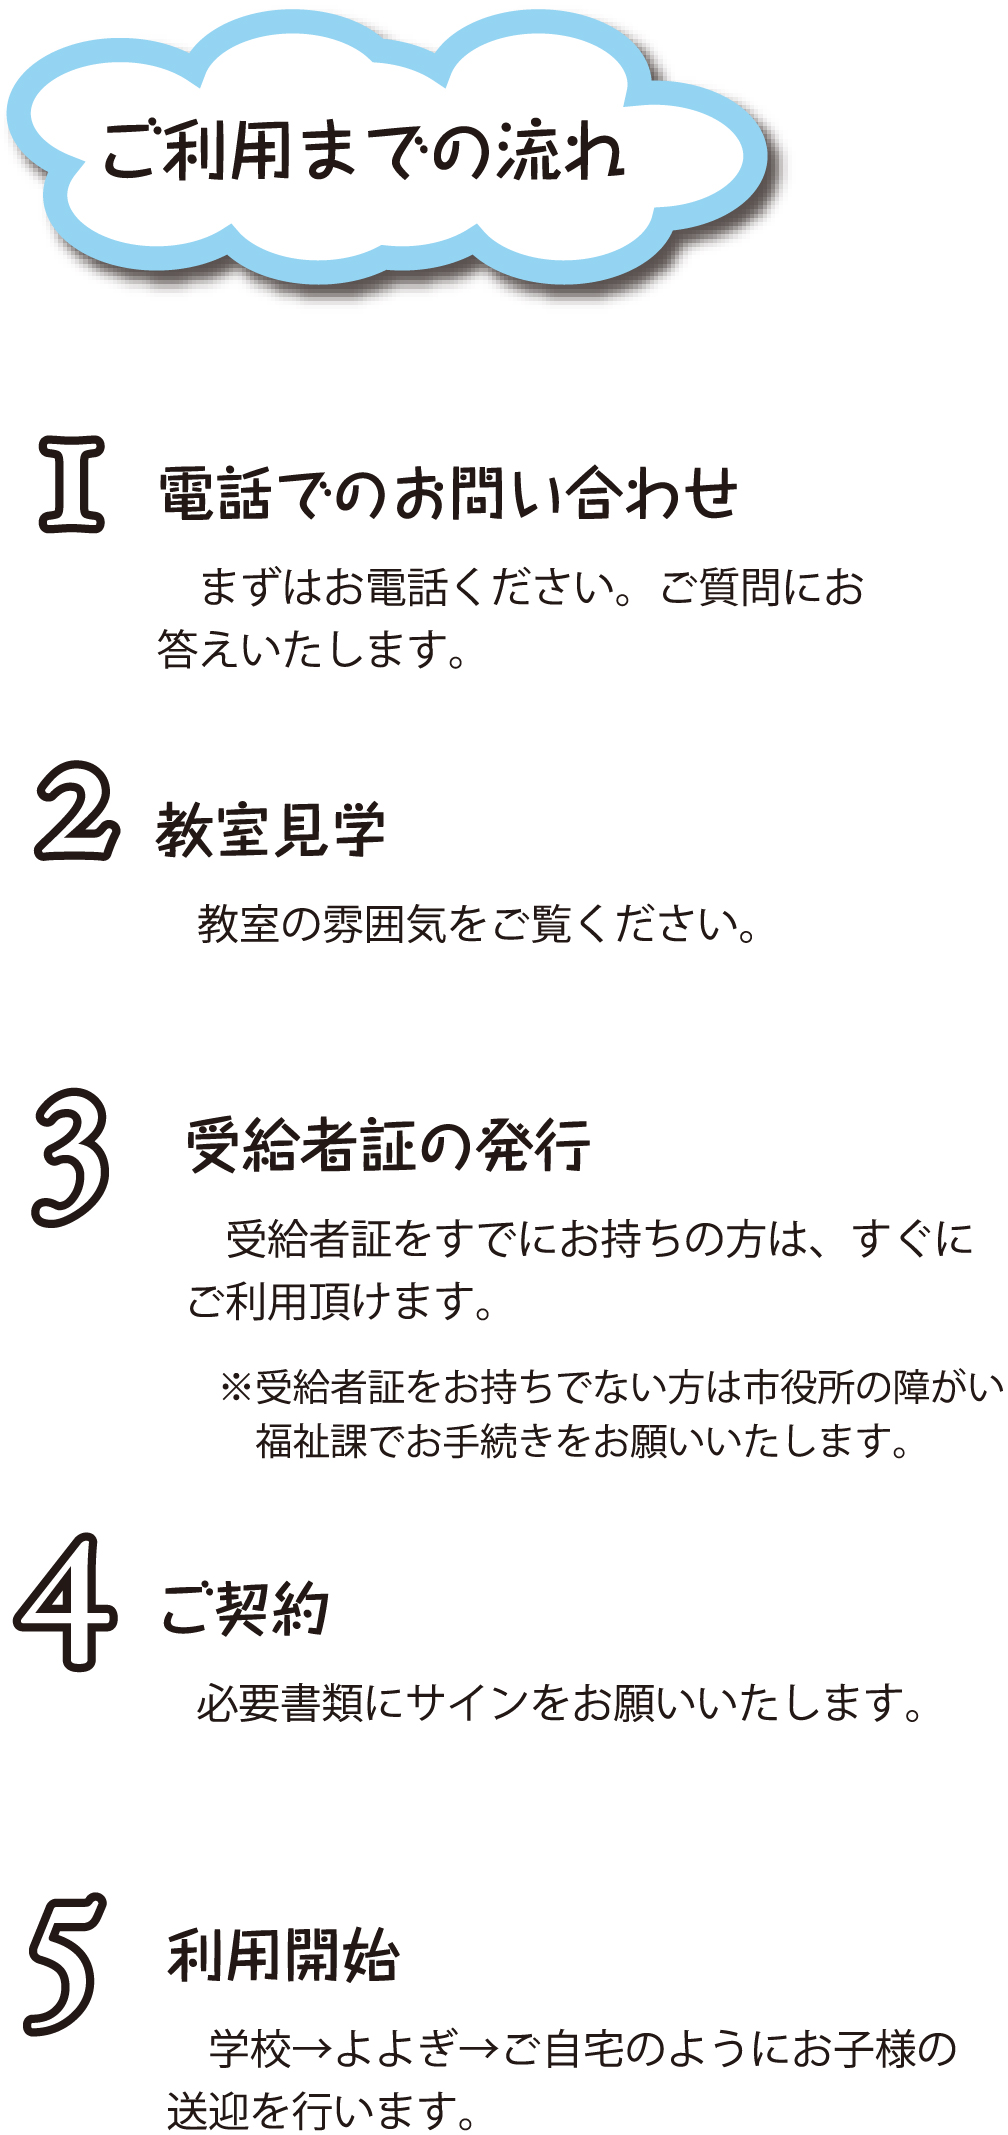 ご利用までの流れ
1 電話でのお問い合わせ
まずはお電話ください。ご質問にお
答えいたします。
2 教室見学
教室の雰囲気をご覧ください。
3 受給者証の発行
受給者証をすでにお持ちの方は、すぐに
ご利用頂けます。
※受給者証をお持ちでない方は市役所の障がい
福祉課でお手続きをお願いいたします。
4 ご契約
必要書類にサインをお願いいたします。
5 利用開始
学校→よよぎ→ご自宅のようにお子様の
送迎を行います。